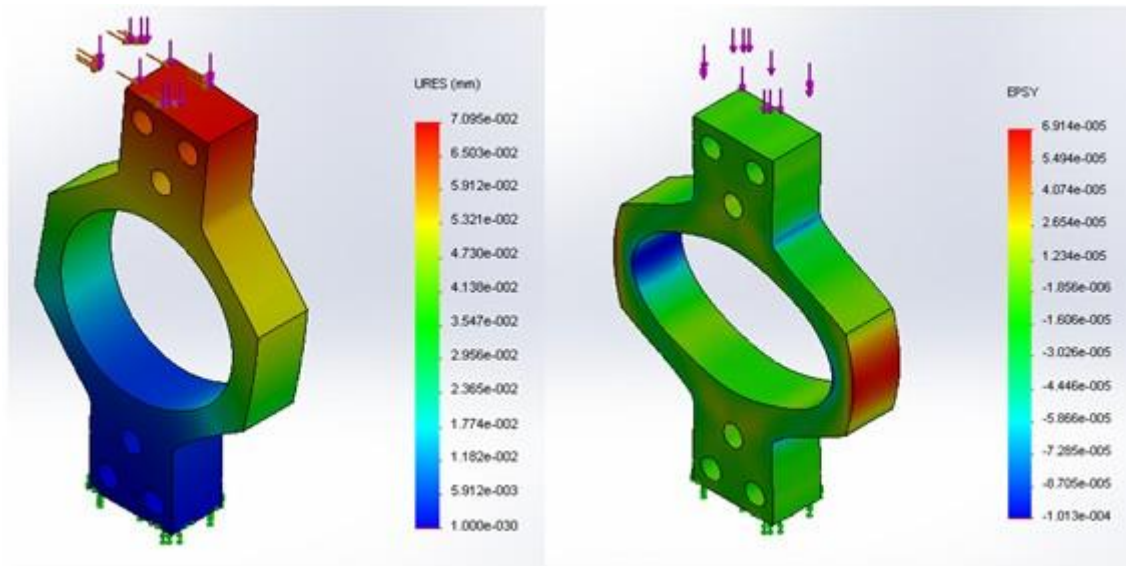 URES (mm)
7.095e-002
6.503e-002
5.912e-002
5.321e-002
4.730e-002
4.138e-002
3.547e-002
2.956e-002
2.365e-002
1.774e-002
1.182e-002
5.912e-003
1.000e-030
EPSY
6.914e-005
5.494e-005
4.074e-005
2.654e-005
1.234e-005
-1.856e-006
-1.606e-005
-3.026e-005
-4.446e-005
-5.866e-005
-7.285e-005
-8.705e-005
-1.013e-004